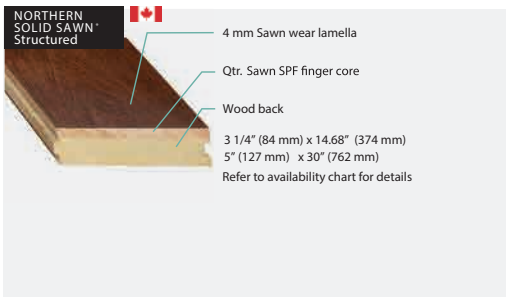 NORTHERN
SOLID SAWN*
Structured
4 mm Sawn wear lamella
Qtr. Sawn SPF finger core
Wood back
3 1/4” (84 mm) x 14.68” (374 mm)
5” (127 mm) x 30” (762 mm)
Refer to availability chart for details